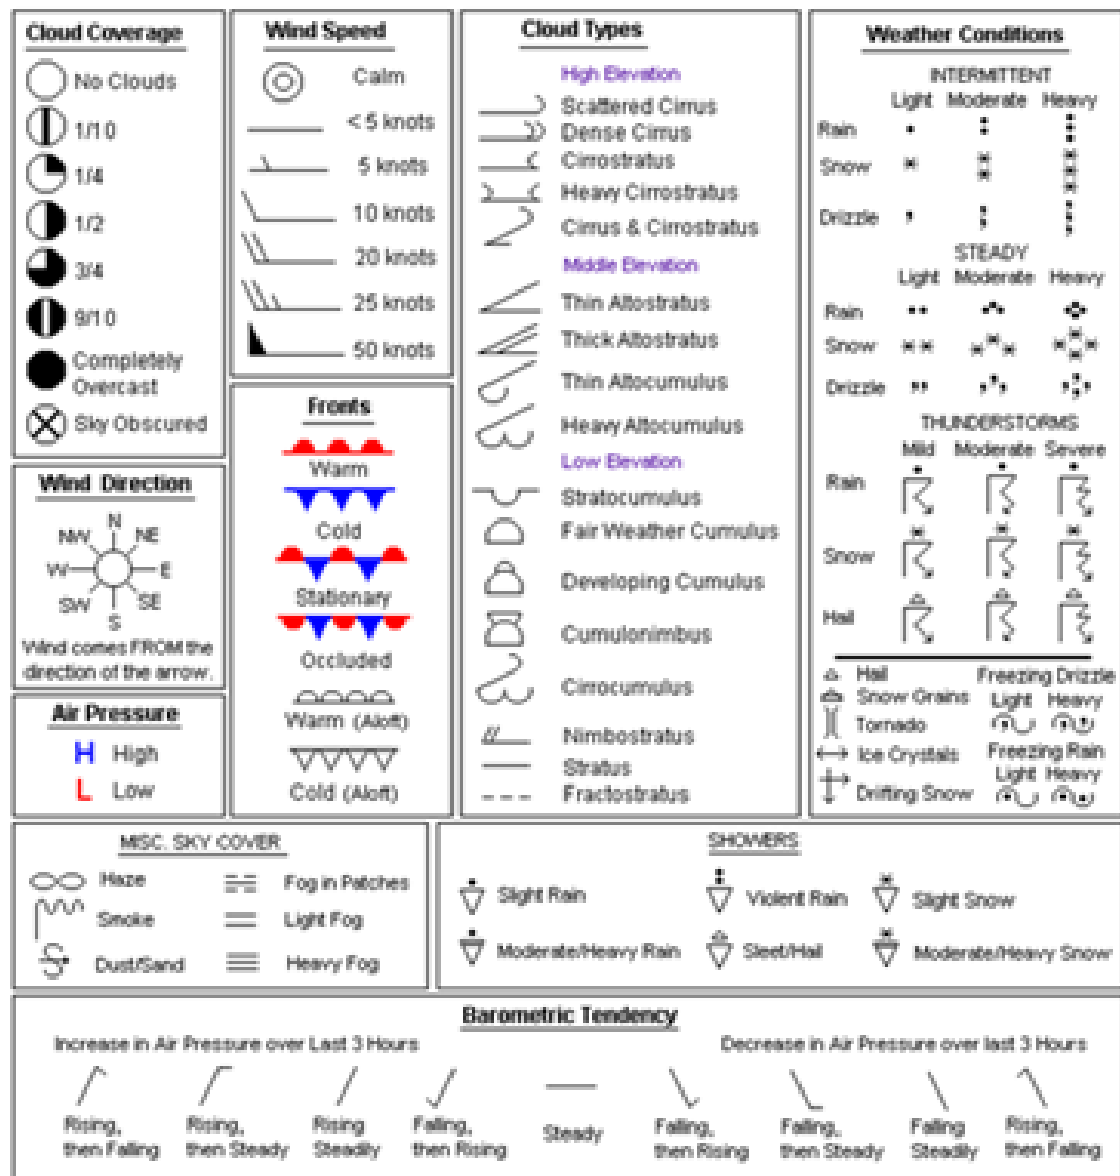 Cloud Coverage
No Clouds
1/10
1/4
1/2
3/4
9/10
Completely
Overcast
Sky Obscured
Wind Direction
N
NW NE
W E
SW SE
S
Wind comes FROM the
direction of the arrow.
Air Pressure
H High
L Low
Wind Speed
Calm
< 5 knots
5 knots
10 knots
20 knots
25 knots
50 knots
Fronts
Warm
Cold
Stationary
Occluded
Warm (Aloft)
Cold (Aloft)
Cloud Types
High Elevation
Scattered Cirrus
Dense Cirrus
Cirrostratus
Heavy Cirrostratus
Cirrus & Cirrostratus
Middle Elevation
Thin Altostratus
Thick Altostratus
Thin Altocumulus
Heavy Altocumulus
Low Elevation
Stratocumulus
Fair Weather Cumulus
Developing Cumulus
Cumulonimbus
Cirrocumulus
Nimbostratus
Stratus
Fractostratus
Weather Conditions
INTERMITTENT
Light Moderate Heavy
Rain
Snow
Drizzle
STEADY
Light Moderate Heavy
Rain
Snow
Drizzle
THUNDERSTORMS
Mild Moderate Severe
Rain
Snow
Hail
Hail
Snow Grains
Tornado
Ice Crystals
Drifting Snow
Freezing Drizzle
Light Heavy
Freezing Rain
Light Heavy
MISC. SKY COVER
Haze Fog in Patches
Smoke Light Fog
Dust/Sand Heavy Fog
SHOWERS
Slight Rain Violent Rain Slight Snow
Moderate/Heavy Rain Sleet/Hail Moderate/Heavy Snow
Barometric Tendency
Increase in Air Pressure over Last 3 Hours
Decrease in Air Pressure over last 3 Hours
Rising,
then Falling
Rising,
then Steady
Rising
Steadily
Falling,
then Rising
Steady
Falling,
then Rising
Falling,
then Steady
Falling
Steadily
Rising,
then Falling